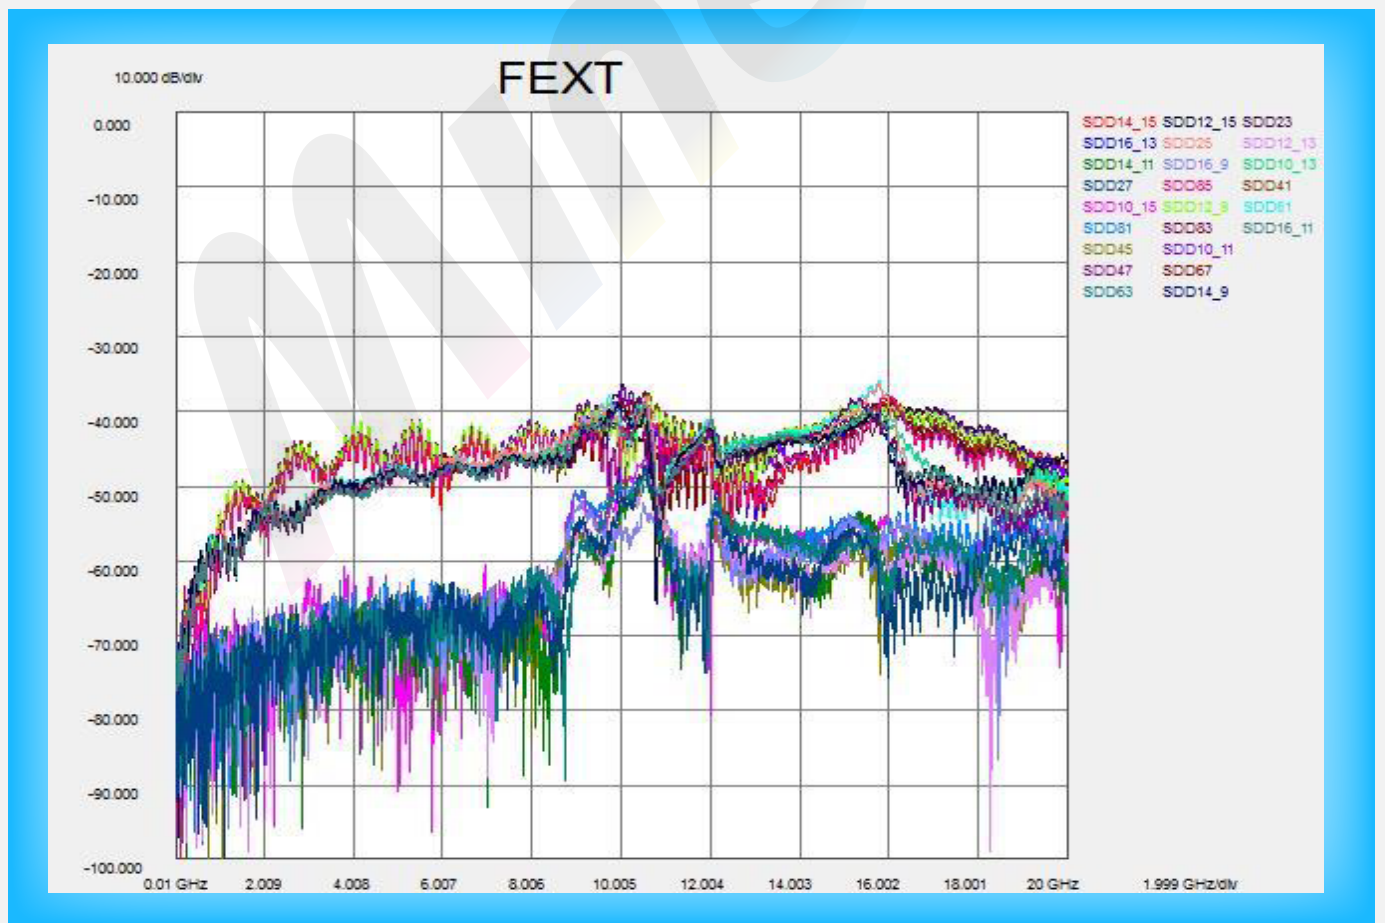 FEXT
10.000 dB/div
0.000
-10.000
-20.000
-30.000
-40.000
-50.000
-60.000
-70.000
-80.000
-90.000
-100.000
0.01 GHz 2.009 4.008 6.007 8.006 10.005 12.004 14.003 16.002 18.001 20 GHz 1.999 GHz/div
SDD14_15 SDD12_15 SDD23
SDD16_13 SDD25 SDD12_13
SDD14_11 SDD16_9 SDD10_13
SDD27 SDD85 SDD41
SDD10_15 SDD12_9 SDD61
SDD81 SDD83 SDD16_11
SDD45 SDD10_11
SDD47 SDD67
SDD63 SDD14_9